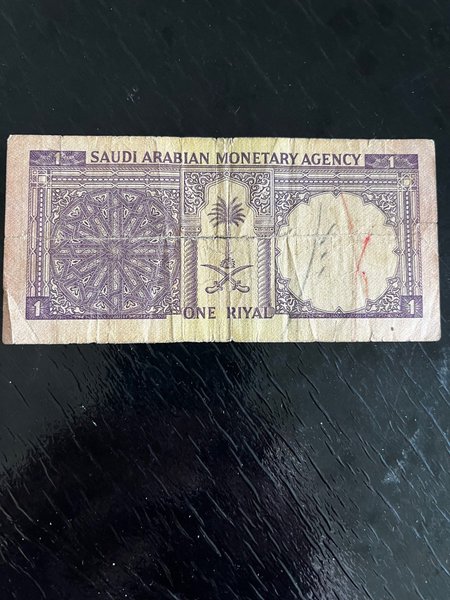 1 SAUDI ARABIAN MONETARY AGENCY 1
1 ONE RIYAL 1